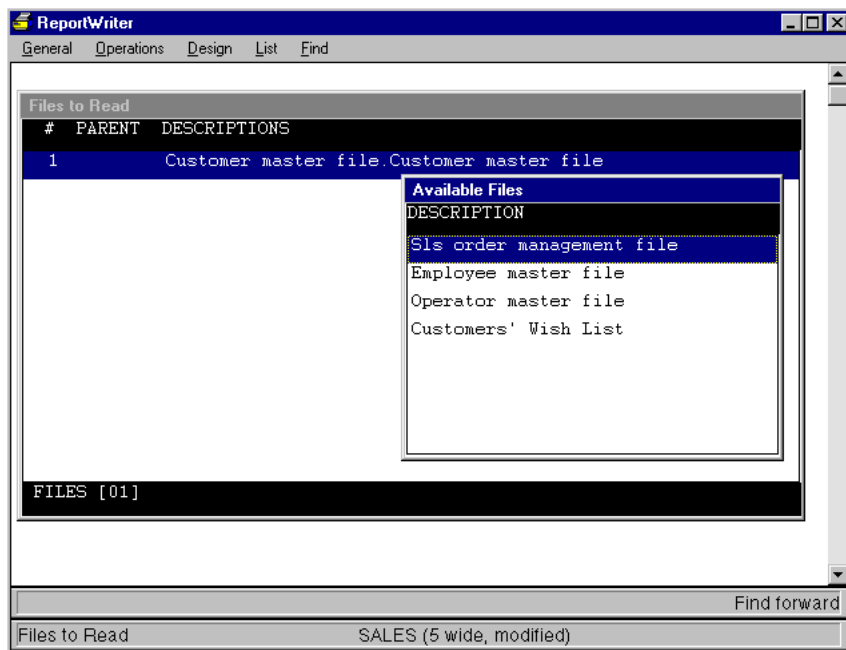 ReportWriter
General Operations Design List Find
Files to Read
# PARENT DESCRIPTIONS
1 Customer master file.Customer master file
Available Files
DESCRIPTION
Sls order management file
Employee master file
Operator master file
Customers' Wish List
FILES [01]
Find forward
Files to Read SALES (5 wide, modified)